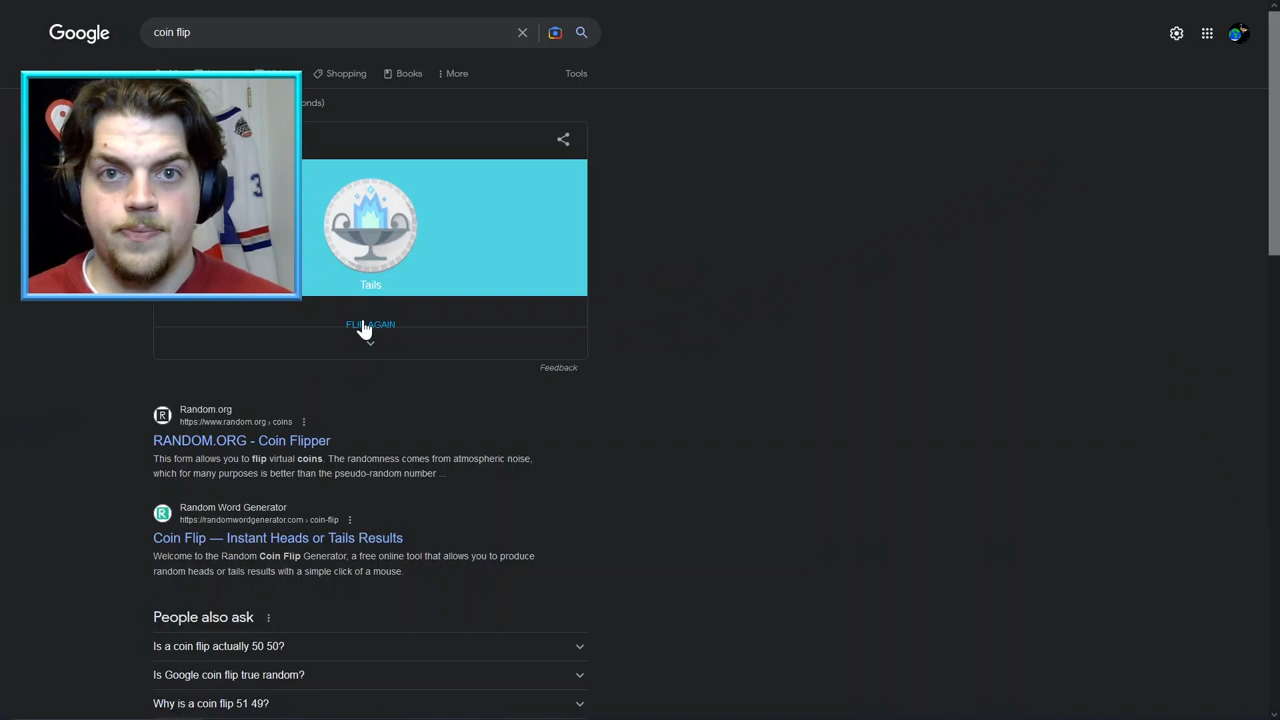 Google
coin flip
Shopping
Books
More
Tools
onds)
Tails
FLIP AGAIN
Feedback
Random.org
https://www.random.org › coins
RANDOM.ORG - Coin Flipper
This form allows you to flip virtual coins. The randomness comes from atmospheric noise,
which for many purposes is better than the pseudo-random number ...
Random Word Generator
https://randomwordgenerator.com › coin-flip
Coin Flip — Instant Heads or Tails Results
Welcome to the Random Coin Flip Generator, a free online tool that allows you to produce
random heads or tails results with a simple click of a mouse.
People also ask
Is a coin flip actually 50 50?
Is Google coin flip true random?
Why is a coin flip 51 49?